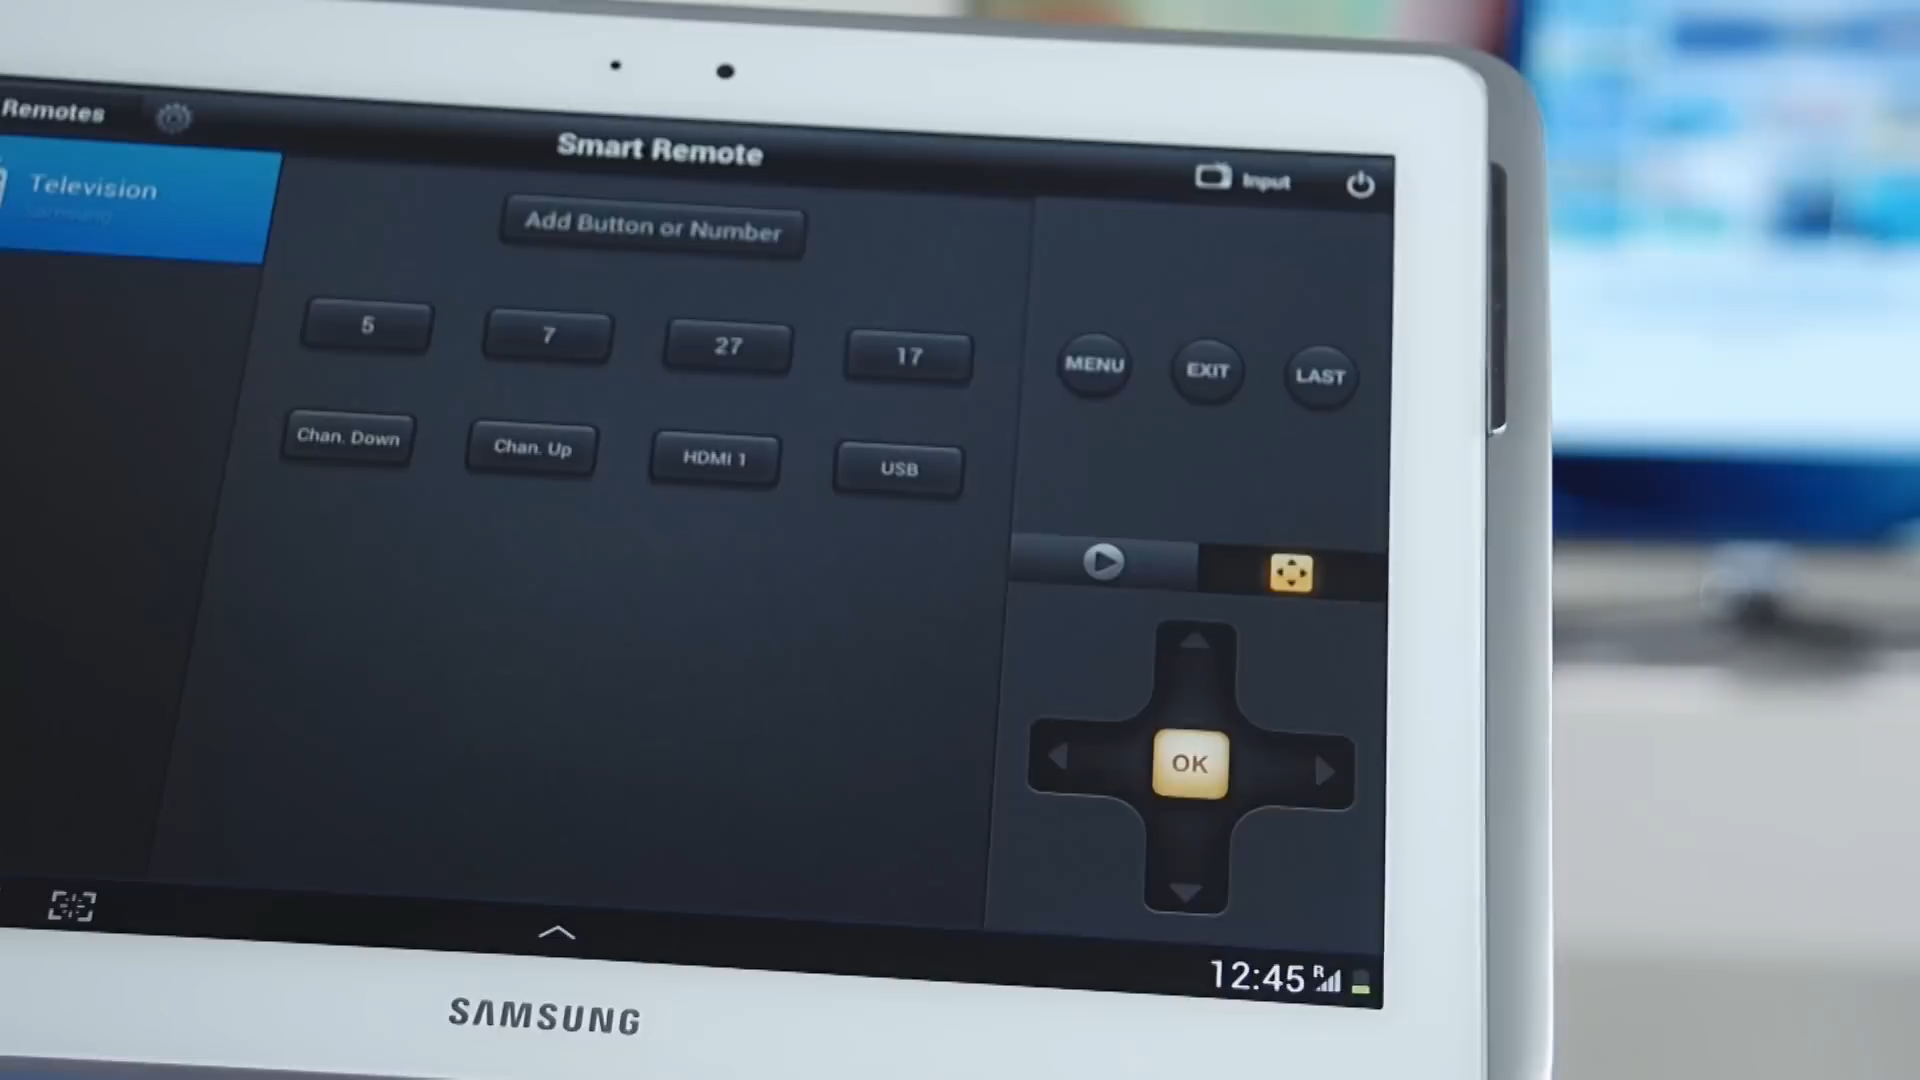 Remotes
Smart Remote
Input
Television
samsung
Add Button or Number
5
7
27
17
MENU
EXIT
LAST
Chan. Down
Chan. Up
HDMI 1
USB
OK
12:45
R
SAMSUNG